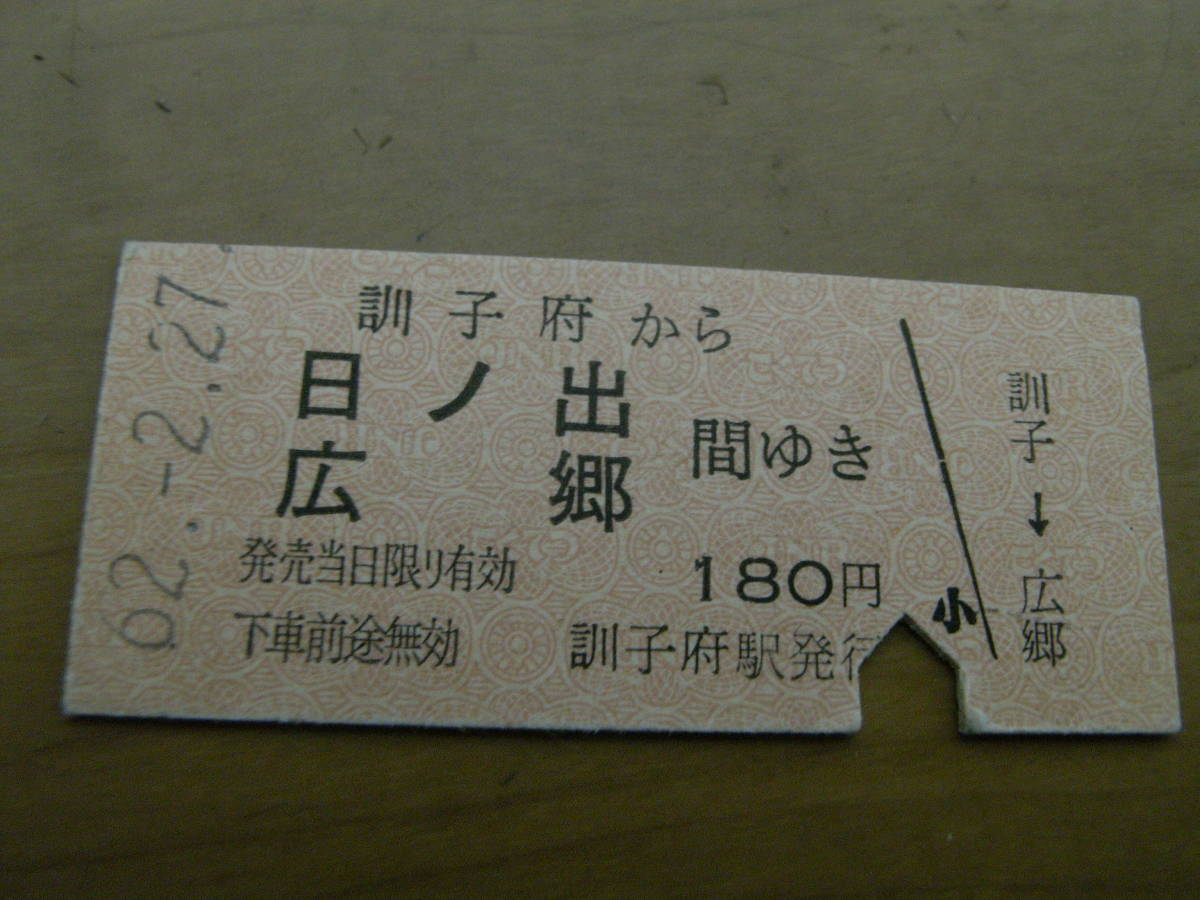 62.-2.27
訓子府から
日ノ出
広郷
間ゆき
発売当日限り有効
180円
下車前途無効
訓子府駅発行
小
訓子→広郷